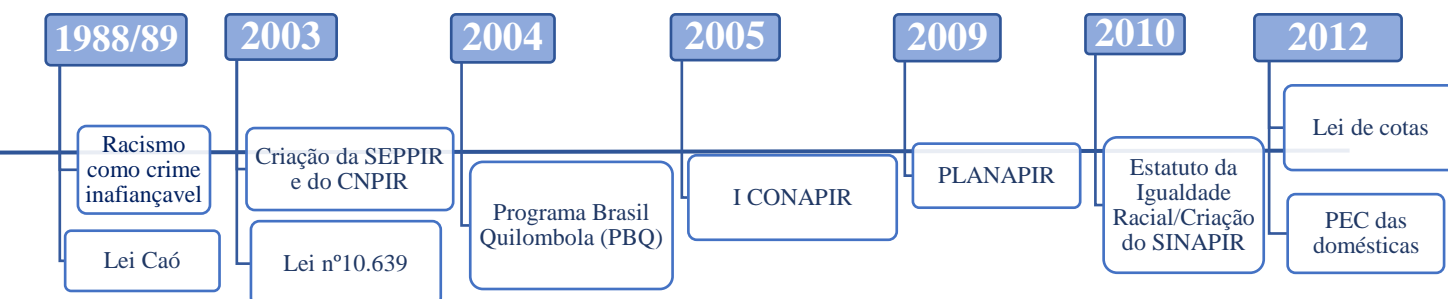 1988/89
Racismo
como crime
inafiançavel
Lei Caó
2003
Criação da SEPPIR
e do CNPIR
Lei nº10.639
2004
Programa Brasil
Quilombola (PBQ)
2005
I CONAPIR
2009
PLANAPIR
2010
Estatuto da
Igualdade
Racial/Criação
do SINAPIR
2012
Lei de cotas
PEC das
domésticas